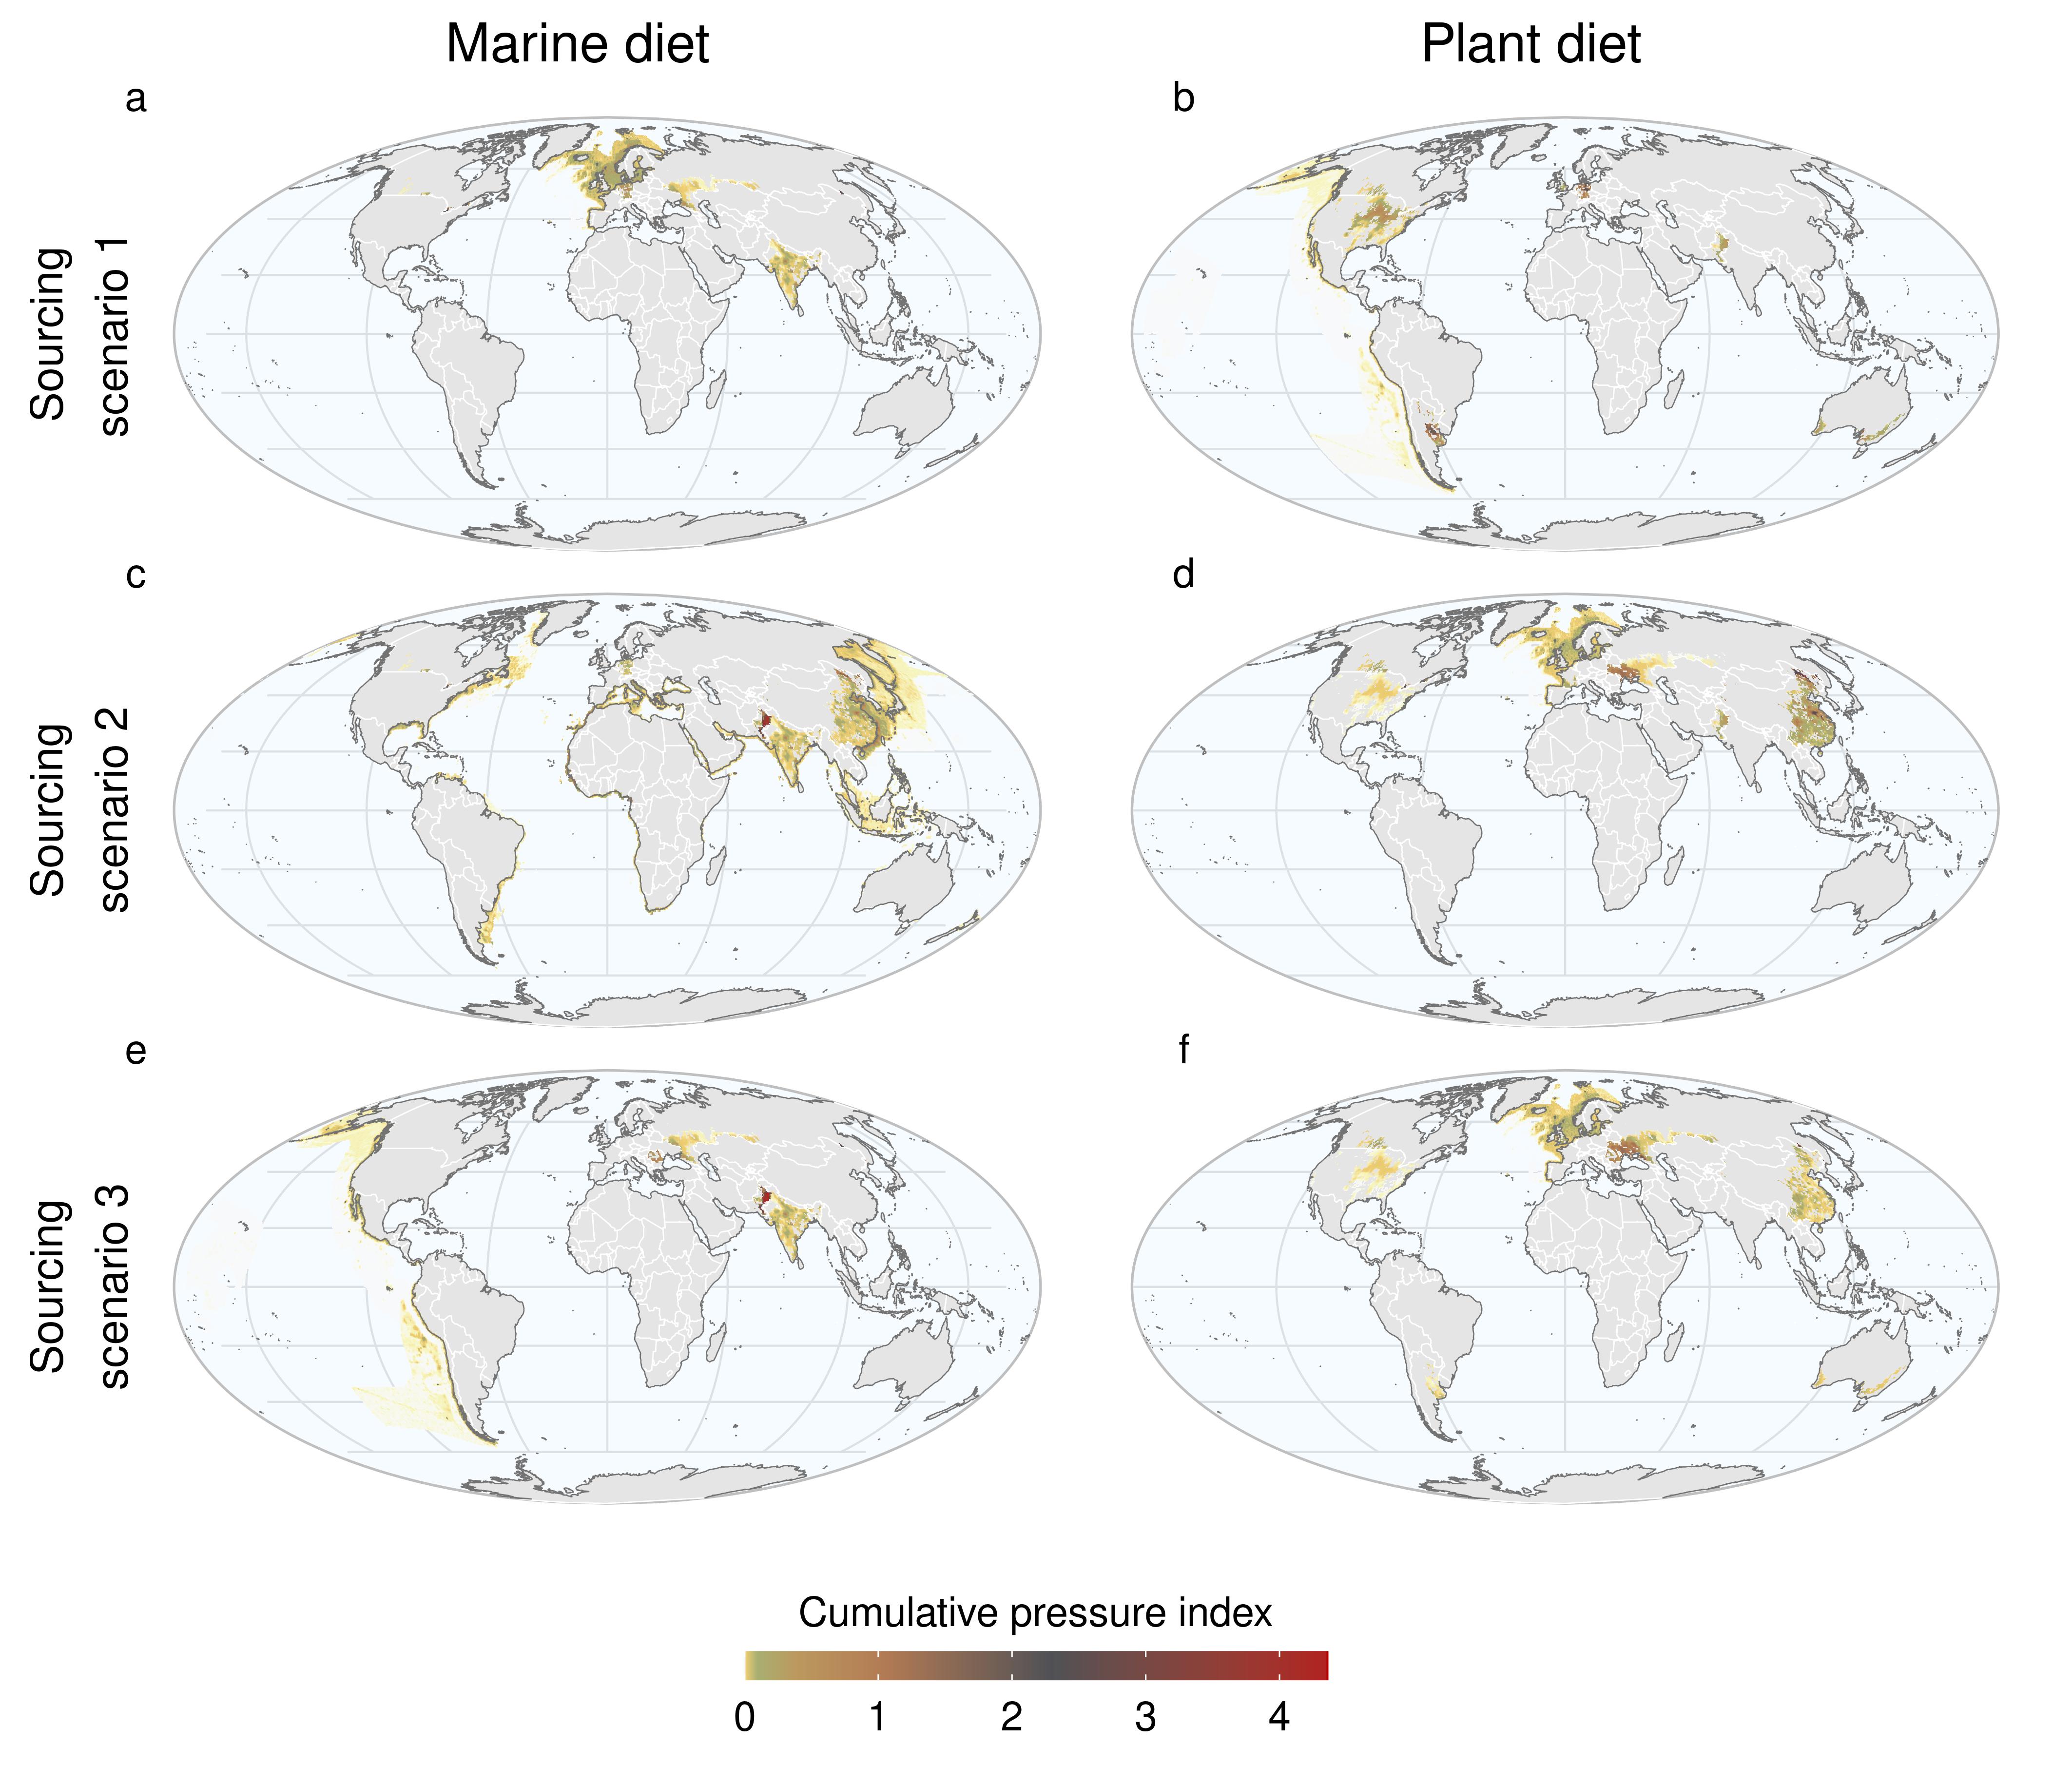 Marine diet
Plant diet
a
b
Sourcing
scenario 1
c
d
Sourcing
scenario 2
e
f
Sourcing
scenario 3
Cumulative pressure index
0 1 2 3 4